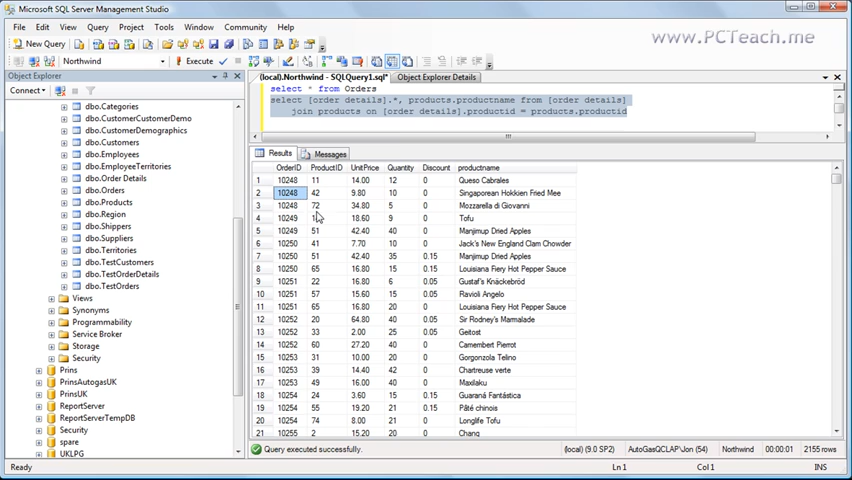 Microsoft SQL Server Management Studio
File Edit View Query Project Tools Window Community Help
www.PCTeach.me
New Query
Northwind Execute
Object Explorer
(local).Northwind - SQLQuery1.sql* Object Explorer Details
Connect
dbo.Categories
dbo.CustomerCustomerDemo
dbo.CustomerDemographics
dbo.Customers
dbo.Employees
dbo.EmployeeTerritories
dbo.Order Details
dbo.Orders
dbo.Products
dbo.Region
dbo.Shippers
dbo.Suppliers
dbo.Territories
dbo.TestCustomers
dbo.TestOrderDetails
dbo.TestOrders
Views
Synonyms
Programmability
Service Broker
Storage
Security
Prins
PrinsAutogasUK
PrinsUK
ReportServer
ReportServerTempDB
Security
spare
UKLPG
select * from Orders
select [order details].*, products.productname from [order details]
join products on [order details].productid = products.productid
Results Messages
OrderID ProductID UnitPrice Quantity Discount productname
1 10248 11 14.00 12 0 Queso Cabrales
2 10248 42 9.80 10 0 Singaporean Hokkien Fried Mee
3 10248 72 34.80 5 0 Mozzarella di Giovanni
4 10249 18.60 9 0 Tofu
5 10249 51 42.40 40 0 Manjimup Dried Apples
6 10250 41 7.70 10 0 Jack's New England Clam Chowder
7 10250 51 42.40 35 0.15 Manjimup Dried Apples
8 10250 65 16.80 15 0.15 Louisiana Fiery Hot Pepper Sauce
9 10251 22 16.80 6 0.05 Gustaf's Knäckebröd
10 10251 57 15.60 15 0.05 Ravioli Angelo
11 10251 65 16.80 20 0 Louisiana Fiery Hot Pepper Sauce
12 10252 20 64.80 40 0.05 Sir Rodney's Marmalade
13 10252 33 2.00 25 0.05 Geitost
14 10252 60 27.20 40 0 Camembert Pierrot
15 10253 31 10.00 20 0 Gorgonzola Telino
16 10253 39 14.40 42 0 Chartreuse verte
17 10253 49 16.00 40 0 Maxilaku
18 10254 24 3.60 15 0.15 Guaraná Fantástica
19 10254 55 19.20 21 0.15 Pâté chinois
20 10254 74 8.00 21 0 Longlife Tofu
21 10255 2 15.20 20 0 Chang
Query executed successfully. (local) (9.0 SP2) AutoGasQCLAP\Jon (54) Northwind 00:00:01 2155 rows
Ready Ln 1 Col 1 INS